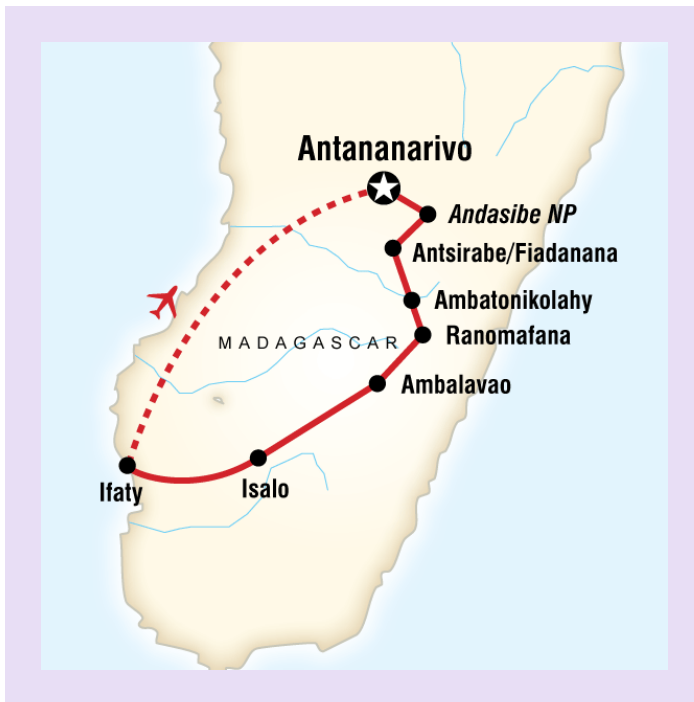 Antananarivo
Andasibe NP
Antsirabe/Fiadanana
Ambatonikolahy
Ranomafana
MADAGASCAR
Ambalavao
Ifaty
Isalo